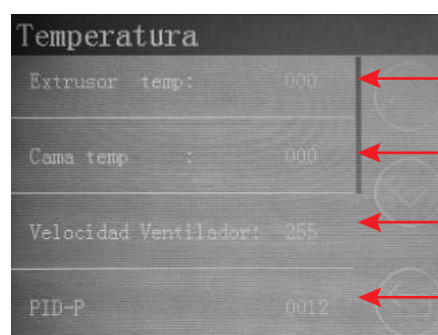 Temperatura
Extrusor temp: 000
Cama temp : 000
Velocidad Ventilador: 255
PID-P 0012